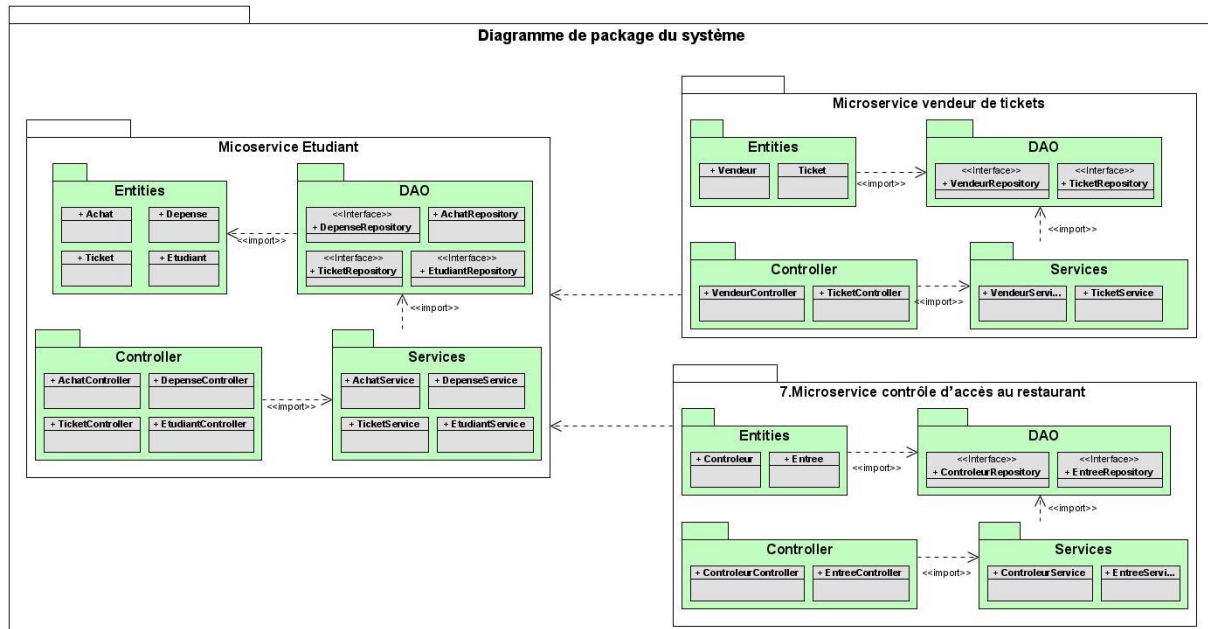 Diagramme de package du système
Micoservice Etudiant
Entities
+ Achat
+ Depense
+ Ticket
+ Etudiant
<<import>>
DAO
<<Interface>>
+ DepenseRepository
+ AchatRepository
<<Interface>>
+ TicketRepository
<<Interface>>
+ EtudiantRepository
<<import>>
Controller
+ AchatController
+ DepenseController
+ TicketController
+ EtudiantController
<<import>>
Services
+ AchatService
+ DepenseService
+ TicketService
+ EtudiantService
Microservice vendeur de tickets
Entities
+ Vendeur
Ticket
<<import>>
DAO
<<Interface>>
+ VendeurRepository
<<Interface>>
+ TicketRepository
<<import>>
Controller
+ VendeurController
+ TicketController
<<import>>
Services
+ VendeurServi...
+ TicketService
7.Microservice contrôle d'accès au restaurant
Entities
+ Controleur
+ Entree
<<import>>
DAO
<<Interface>>
+ ControleurRepository
<<Interface>>
+ EntreeRepository
<<import>>
Controller
+ ControleurController
+ EntreeController
<<import>>
Services
+ ControleurService
+ EntreeServi...